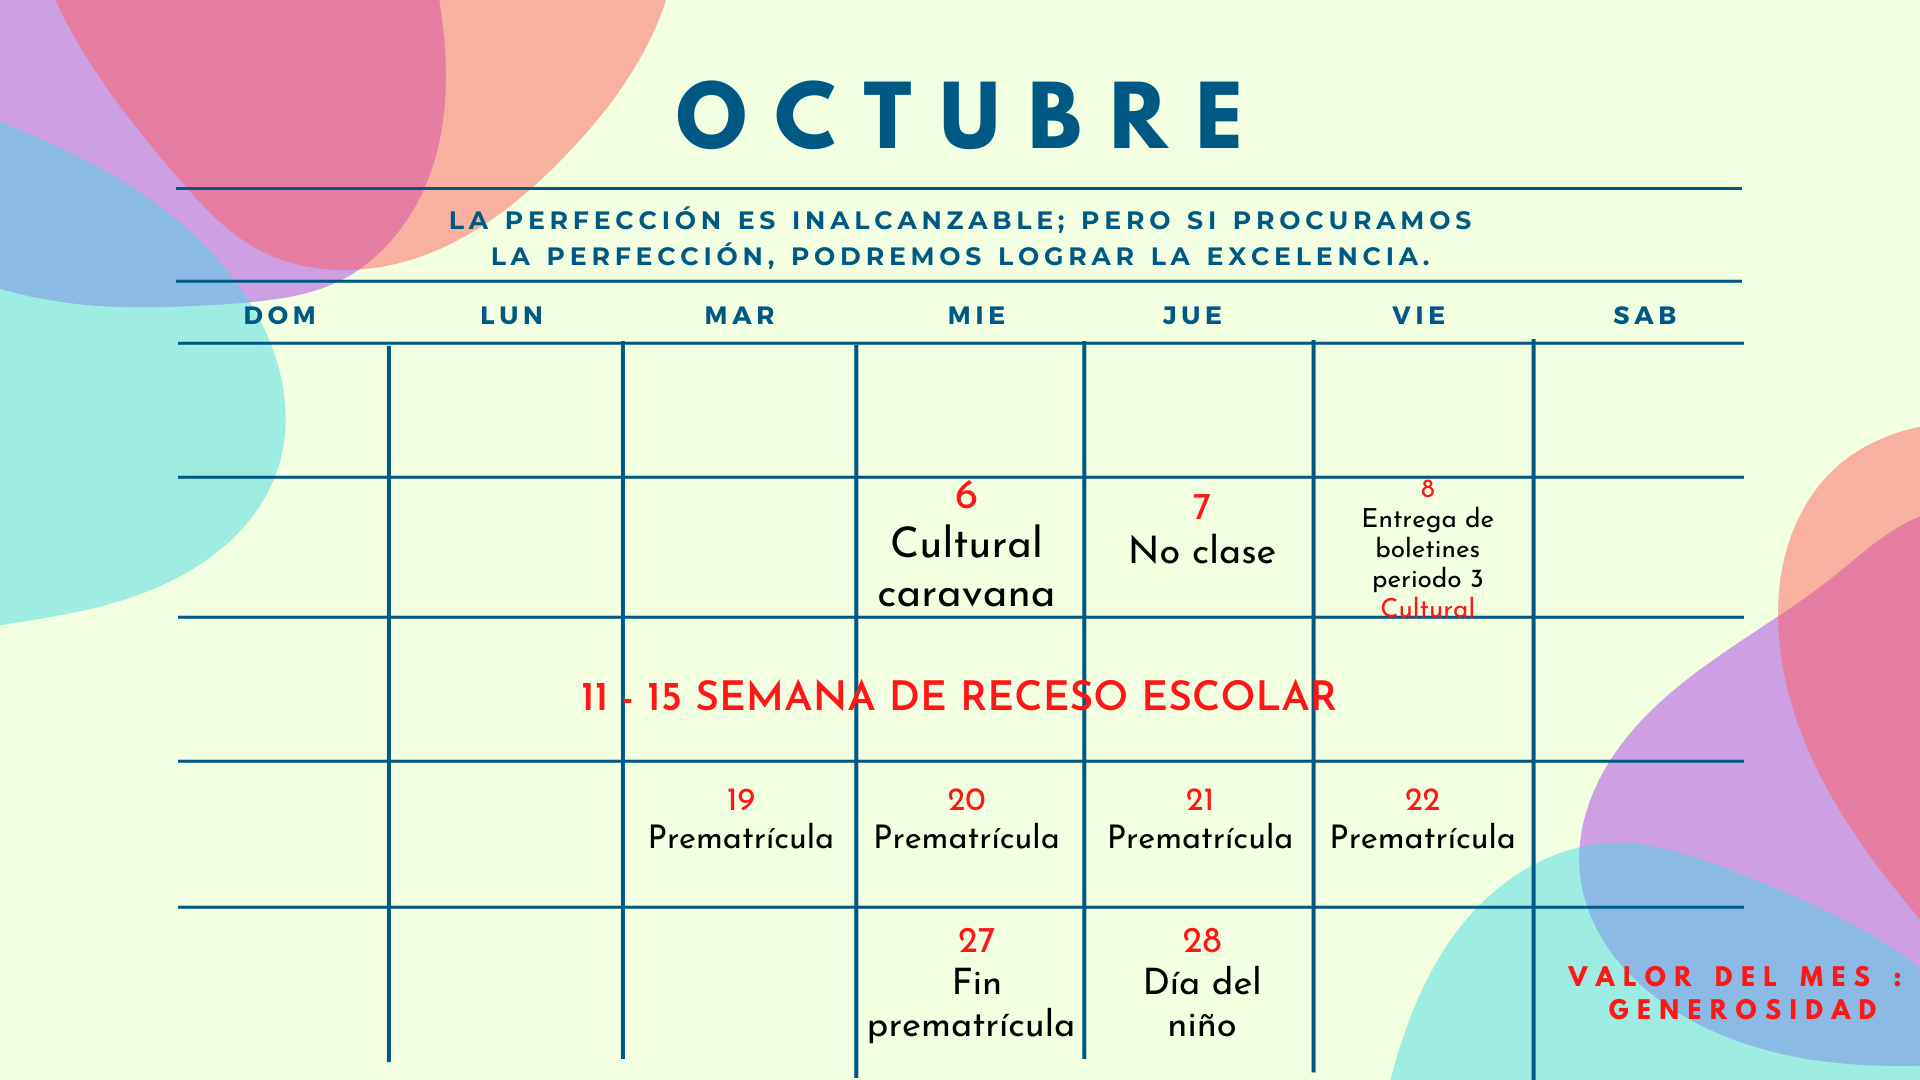 OCTUBRE
LA PERFECCIÓN ES INALCANZABLE; PERO SI PROCURAMOS
LA PERFECCIÓN, PODREMOS LOGRAR LA EXCELENCIA.
DOM LUN MAR MIE JUE VIE SAB
6
Cultural
caravana
7
No clase
8
Entrega de
boletines
periodo 3
Cultural
11 - 15 SEMANA DE RECESO ESCOLAR
19
Prematrícula
20
Prematrícula
21
Prematrícula
22
Prematrícula
27
Fin
prematrícula
28
Día del
niño
VALOR DEL MES :
GENEROSIDAD